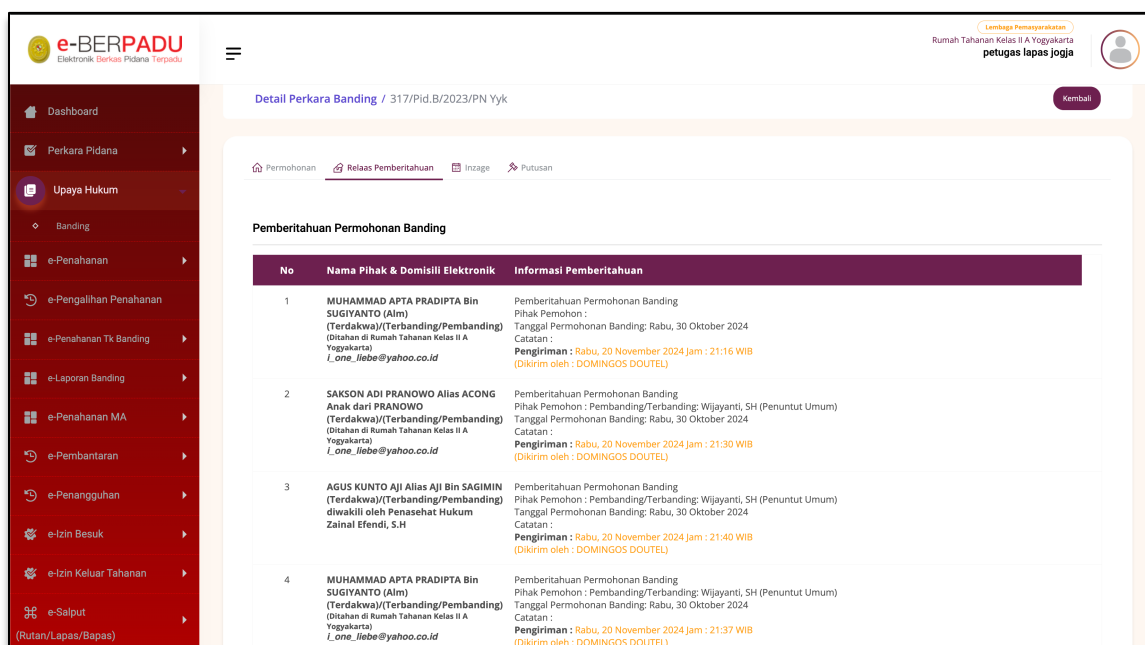 e-BERPADU
Elektronik Berkas Pidana Terpadu
Lembaga Pemasyarakatan
Rumah Tahanan Kelas II A Yogyakarta
petugas lapas jogja
Dashboard
Perkara Pidana
Upaya Hukum
Banding
e-Penahanan
e-Pengalihan Penahanan
e-Penahanan Tk Banding
e-Laporan Banding
e-Penahanan MA
e-Pembantaran
e-Penangguhan
e-Izin Besuk
e-Izin Keluar Tahanan
e-Salput
(Rutan/Lapas/Bapas)
Detail Perkara Banding / 317/Pid.B/2023/PN Yyk
Kembali
Permohonan Relaas Pemberitahuan Inzage Putusan
Pemberitahuan Permohonan Banding
No Nama Pihak & Domisili Elektronik Informasi Pemberitahuan
1
MUHAMMAD APTA PRADIPTA Bin
SUGIYANTO (Alm)
(Terdakwa)/(Terbanding/Pembanding)
(Ditahan di Rumah Tahanan Kelas II A
Yogyakarta)
i_one_liebe@yahoo.co.id
Pemberitahuan Permohonan Banding
Pihak Pemohon :
Tanggal Permohonan Banding: Rabu, 30 Oktober 2024
Catatan :
Pengiriman : Rabu, 20 November 2024 Jam : 21:16 WIB
(Dikirim oleh : DOMINGOS DOUTEL)
2
SAKSON ADI PRANOWO Alias ACONG
Anak dari PRANOWO
(Terdakwa)/(Terbanding/Pembanding)
(Ditahan di Rumah Tahanan Kelas II A
Yogyakarta)
i_one_liebe@yahoo.co.id
Pemberitahuan Permohonan Banding
Pihak Pemohon : Pembanding/Terbanding: Wijayanti, SH (Penuntut Umum)
Tanggal Permohonan Banding: Rabu, 30 Oktober 2024
Catatan :
Pengiriman : Rabu, 20 November 2024 Jam : 21:30 WIB
(Dikirim oleh : DOMINGOS DOUTEL)
3
AGUS KUNTO AJI Alias AJI Bin SAGIMIN
(Terdakwa)/(Terbanding/Pembanding)
diwakili oleh Penasehat Hukum
Zainal Efendi, S.H
Pemberitahuan Permohonan Banding
Pihak Pemohon : Pembanding/Terbanding: Wijayanti, SH (Penuntut Umum)
Tanggal Permohonan Banding: Rabu, 30 Oktober 2024
Catatan :
Pengiriman : Rabu, 20 November 2024 Jam : 21:40 WIB
(Dikirim oleh : DOMINGOS DOUTEL)
4
MUHAMMAD APTA PRADIPTA Bin
SUGIYANTO (Alm)
(Terdakwa)/(Terbanding/Pembanding)
(Ditahan di Rumah Tahanan Kelas II A
Yogyakarta)
i_one_liebe@yahoo.co.id
Pemberitahuan Permohonan Banding
Pihak Pemohon : Pembanding/Terbanding: Wijayanti, SH (Penuntut Umum)
Tanggal Permohonan Banding: Rabu, 30 Oktober 2024
Catatan :
Pengiriman : Rabu, 20 November 2024 Jam : 21:37 WIB
(Dikirim oleh : DOMINGOS DOUTEL)